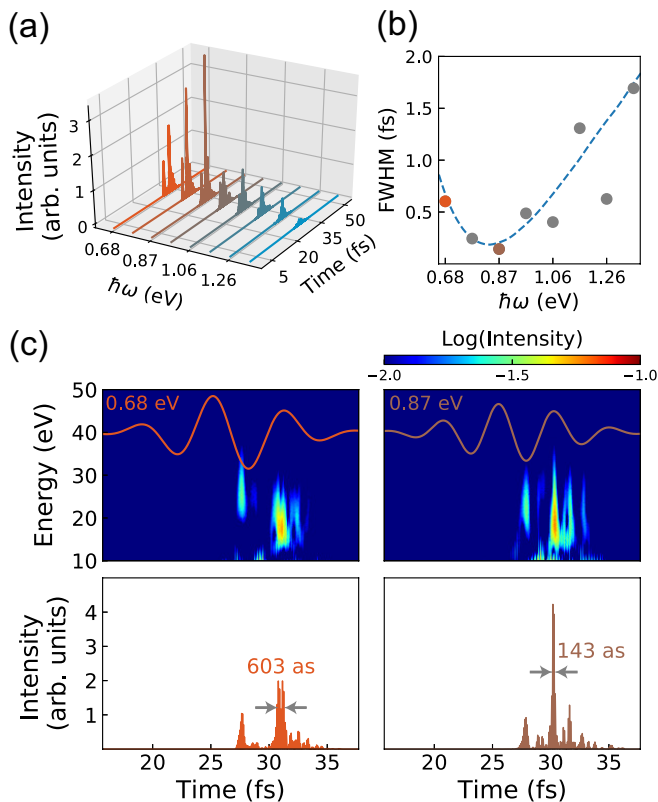 (a)
Intensity
(arb. units)
3
2
1
0
0.68
0.87
1.06
1.26
ħω (eV)
5
20
35
50
Time (fs)
(b)
2.0
1.5
1.0
0.5
FWHM (fs)
0.68 0.87 1.06 1.26
ħω (eV)
(c)
Log(Intensity)
−2.0 −1.5 −1.0
50
40
30
20
10
Energy (eV)
0.68 eV
0.87 eV
4
3
2
1
Intensity
(arb. units)
603 as
143 as
20 25 30 35
Time (fs)
20 25 30 35
Time (fs)